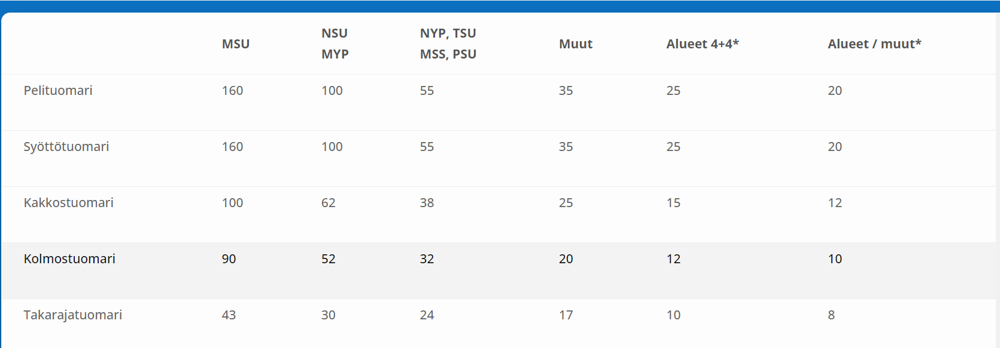 MSU NSU MYP NYP, TSU MSS, PSU Muut Alueet 4+4* Alueet / muut*
Pelituomari 160 100 55 35 25 20
Syöttötuomari 160 100 55 35 25 20
Kakkostuomari 100 62 38 25 15 12
Kolmostuomari 90 52 32 20 12 10
Takarajatuomari 43 30 24 17 10 8